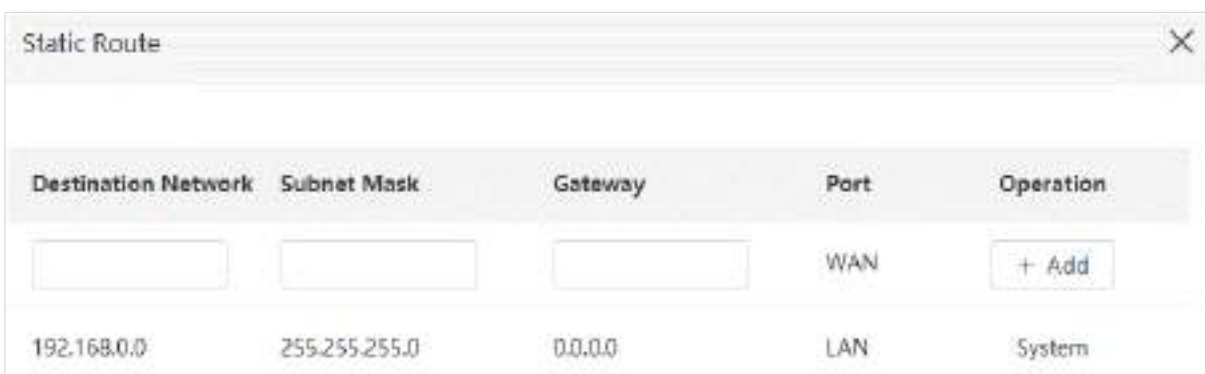 Static Route
Destination Network Subnet Mask Gateway Port Operation
WAN + Add
192.168.0.0 255.255.255.0 0.0.0.0 LAN System